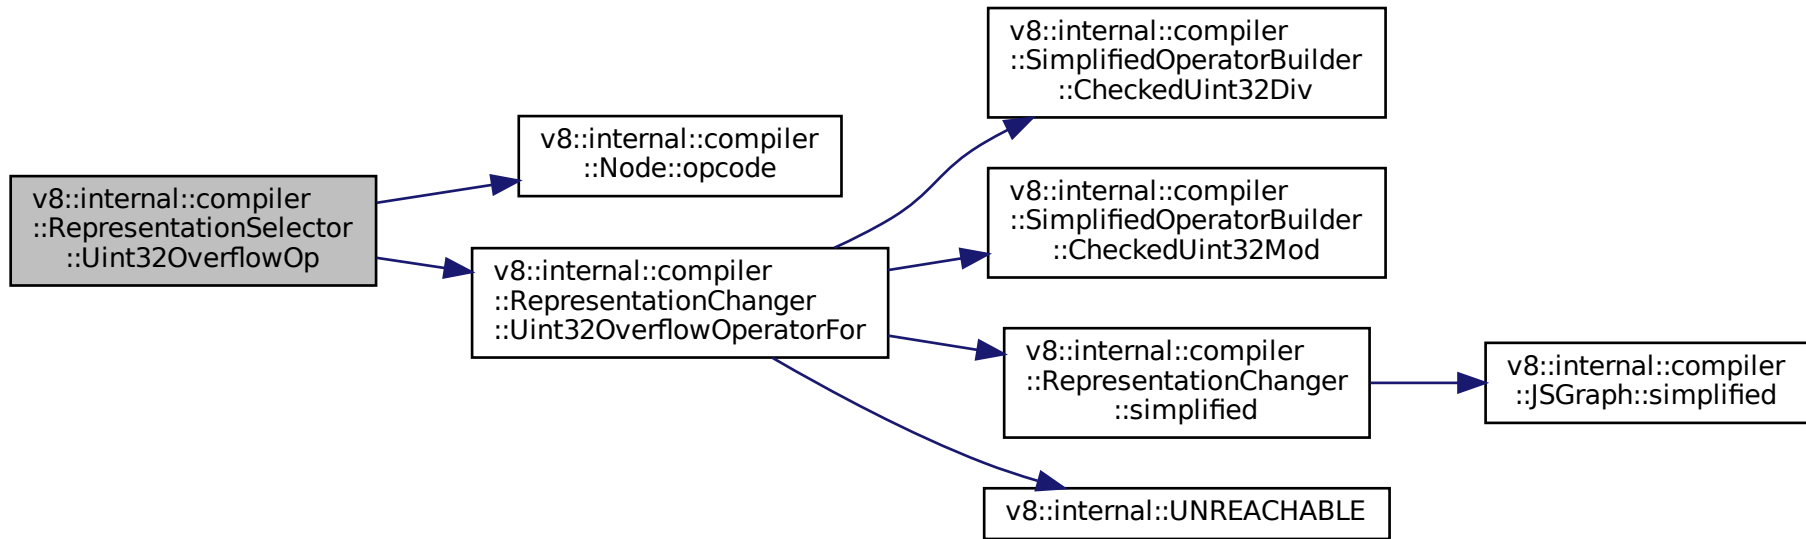 v8::internal::compiler
::RepresentationSelector
::Uint32OverflowOp
v8::internal::compiler
::Node::opcode
v8::internal::compiler
::RepresentationChanger
::Uint32OverflowOperatorFor
v8::internal::compiler
::SimplifiedOperatorBuilder
::CheckedUint32Div
v8::internal::compiler
::SimplifiedOperatorBuilder
::CheckedUint32Mod
v8::internal::compiler
::RepresentationChanger
::simplified
v8::internal::UNREACHABLE
v8::internal::compiler
::JSGraph::simplified